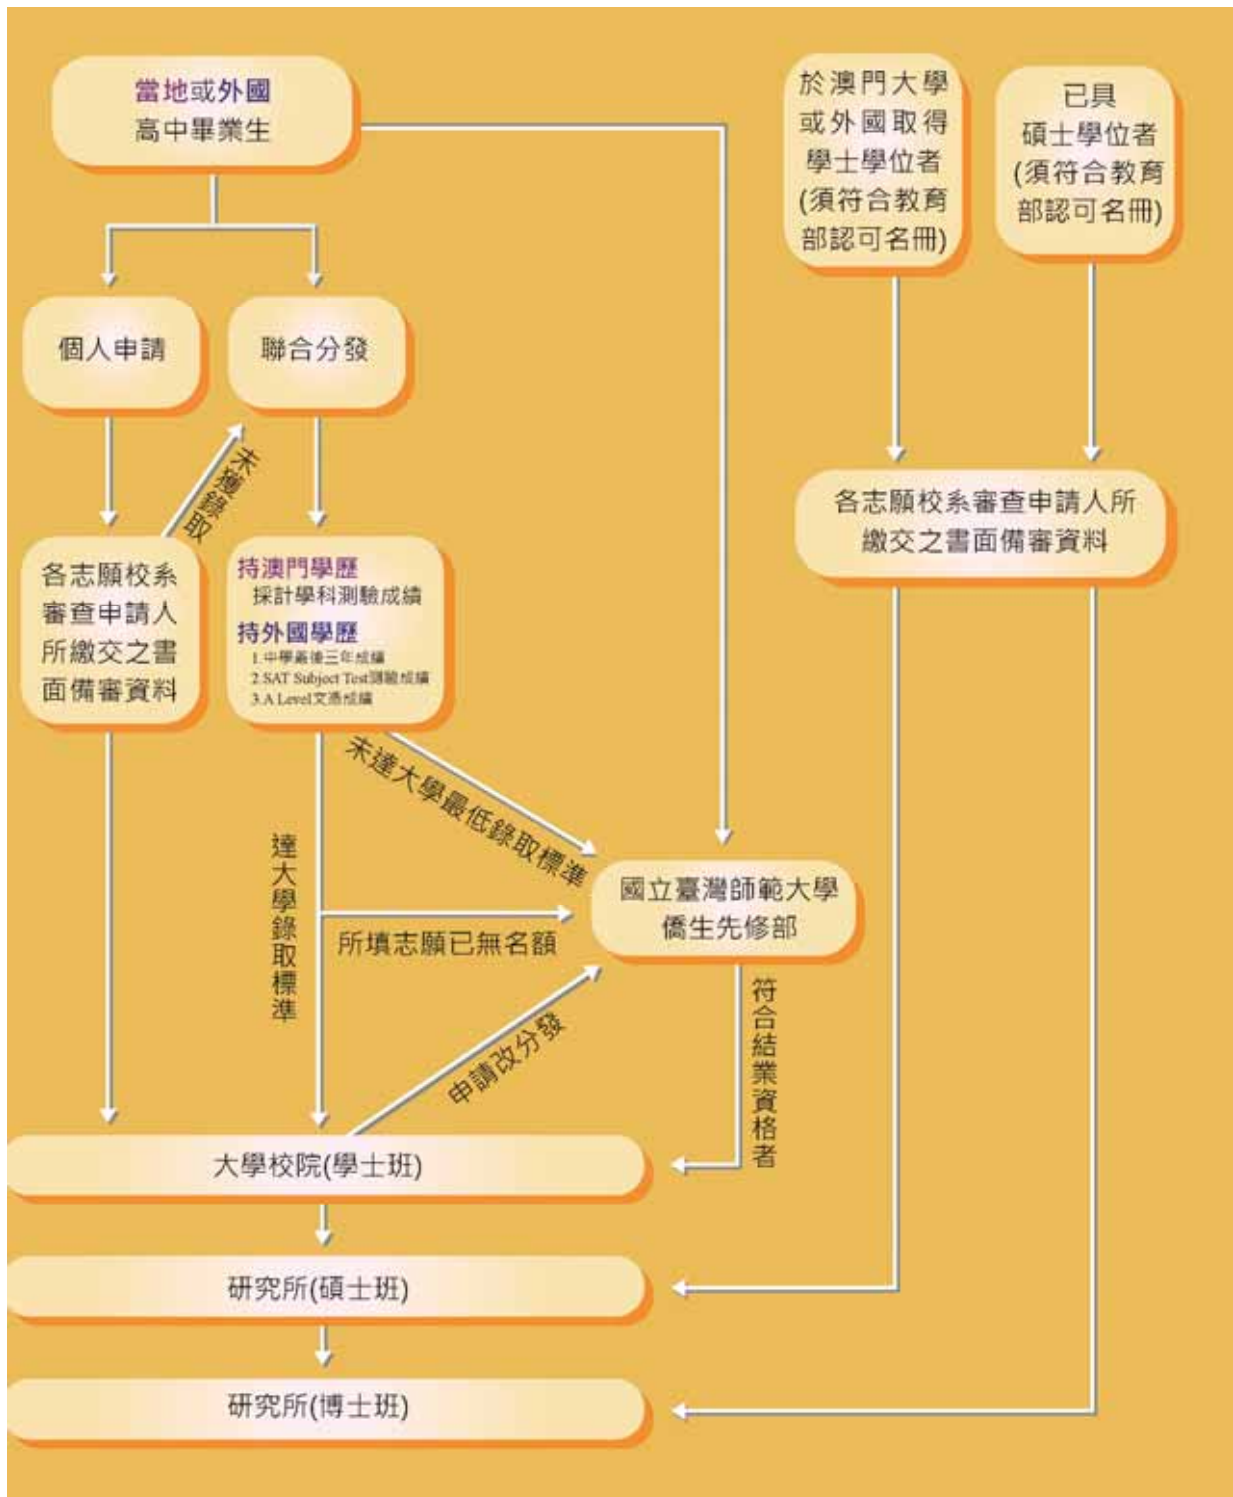 當地或外國
高中畢業生
於澳門大學
或外國取得
學士學位者
(須符合教育
部認可名冊)
已具
碩士學位者
(須符合教育
部認可名冊)
個人申請
聯合分發
未獲錄取
各志願校系
審查申請人
所繳交之書
面備審資料
持澳門學歷
採計學科測驗成績
持外國學歷
1.中學最後三年成績
2.SAT Subject Test測驗成績
3.A Level文憑成績
各志願校系審查申請人所
繳交之書面備審資料
未達大學最低錄取標準
達大學錄取標準
所填志願已無名額
國立臺灣師範大學
僑生先修部
申請改分發
符合結業資格者
大學校院(學士班)
研究所(碩士班)
研究所(博士班)